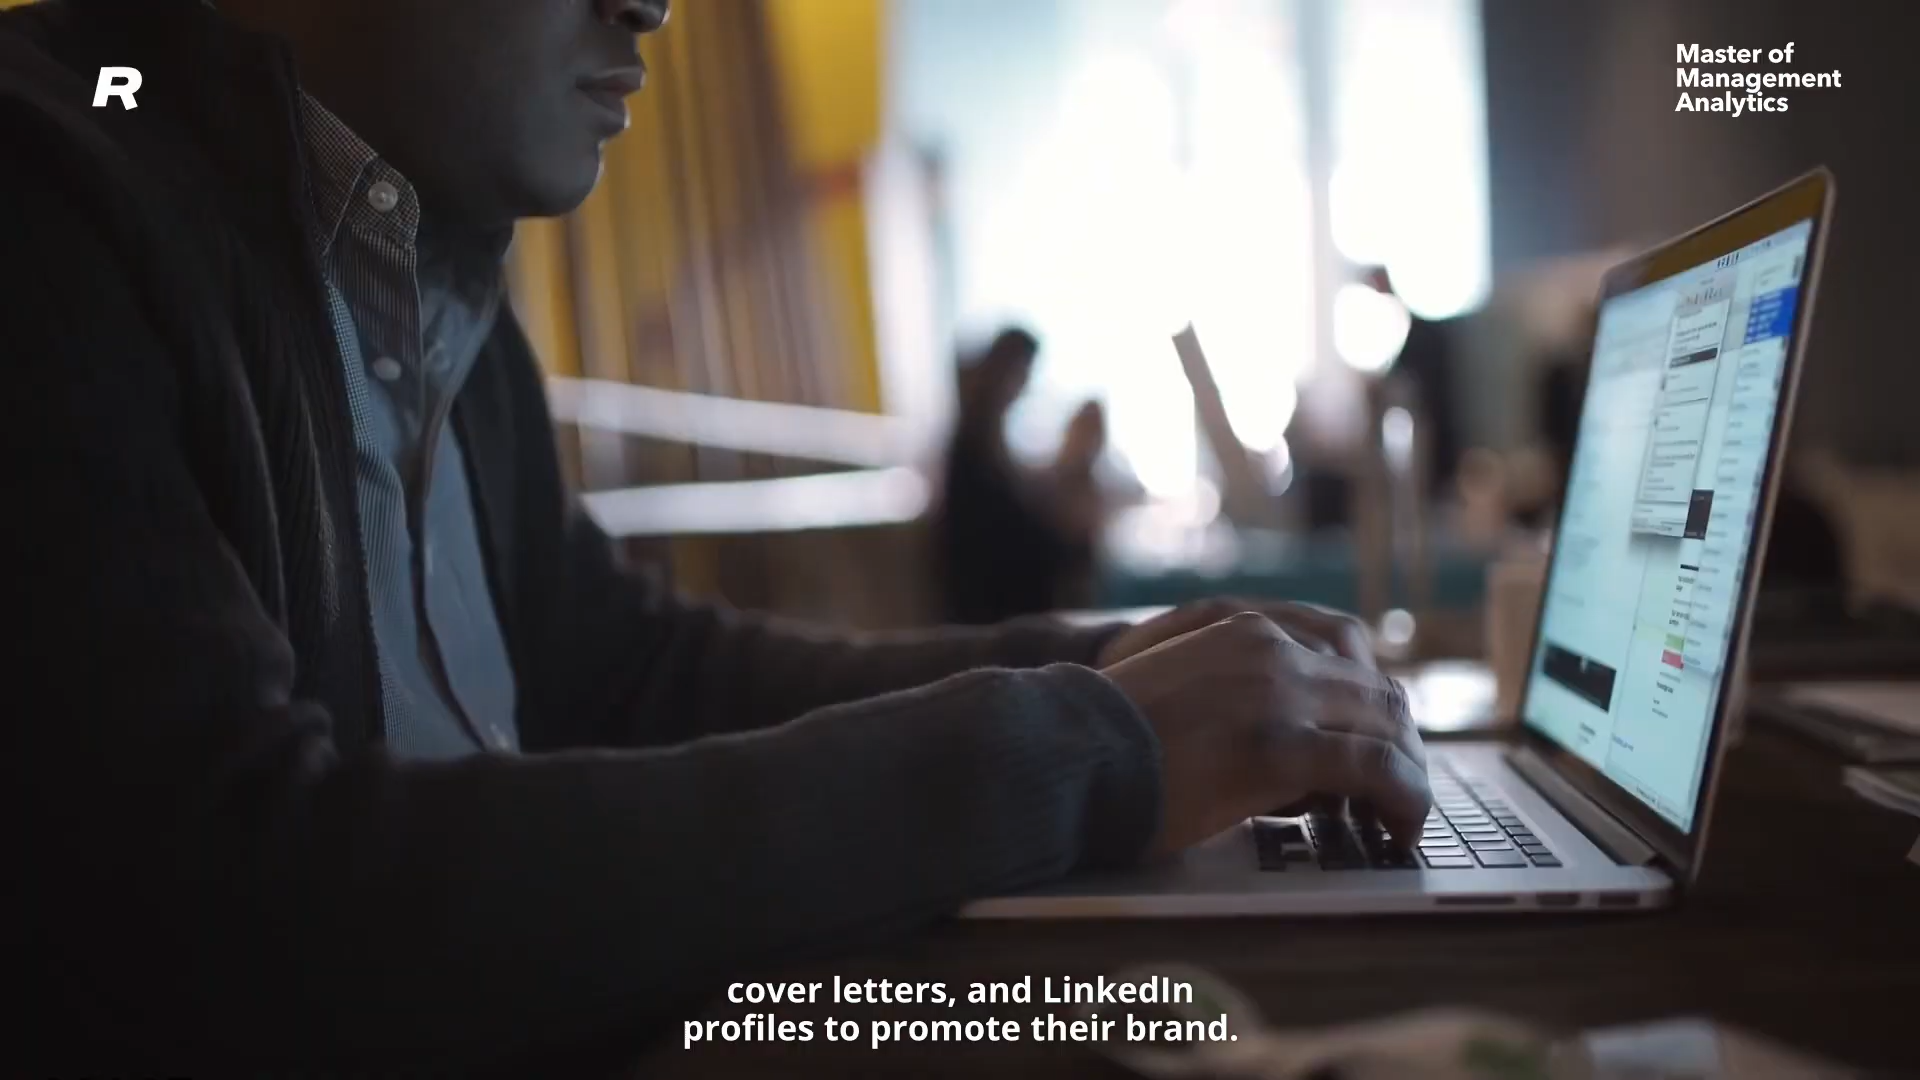 R
Master of
Management
Analytics
cover letters, and LinkedIn
profiles to promote their brand.